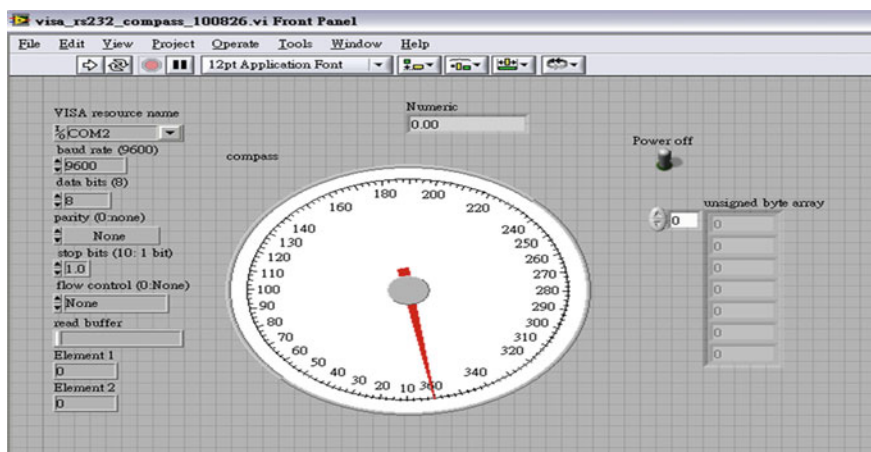 visa_rs232_compass_100826.vi Front Panel
File Edit View Project Operate Tools Window Help
12pt Application Font
VISA resource name
COM2
baud rate (9600)
9600
data bits (8)
8
parity (0:none)
None
stop bits (10: 1 bit)
1.0
flow control (0:None)
None
read buffer
Element 1
0
Element 2
0
Numeric
0.00
compass
180 200
160 220
140 240
130 250
120 260
110 270
100 280
90 290
80 300
70 310
60 320
50
40 340
30 20 10 360
Power off
unsigned byte array
0
0
0
0
0
0
0
0